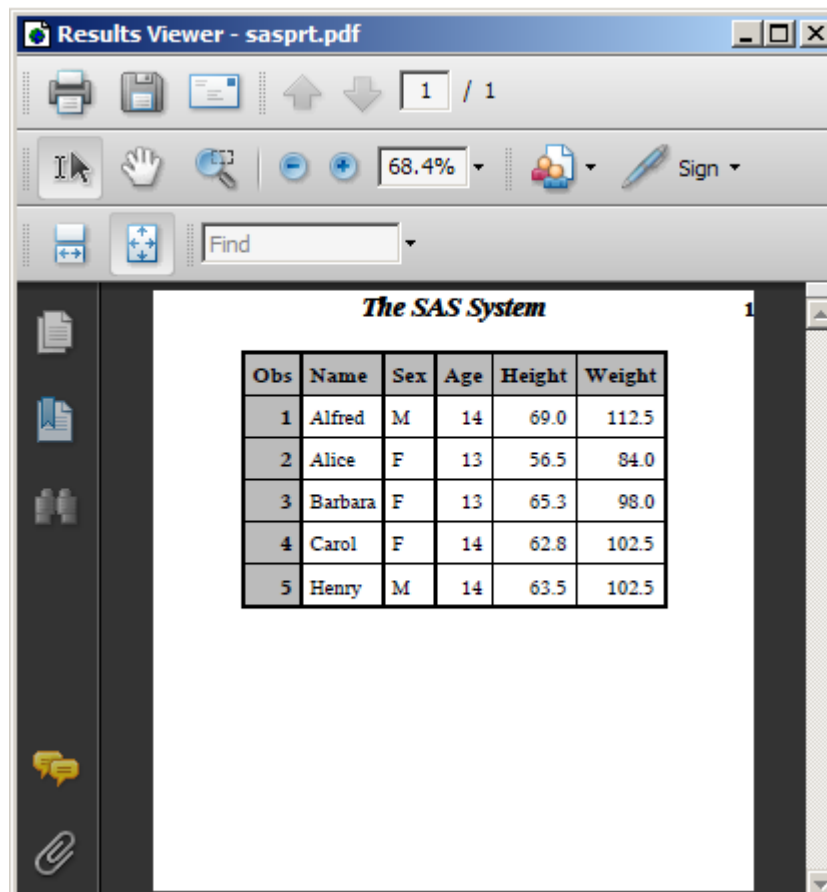 Results Viewer - sasprt.pdf
1 / 1
68.4% Sign
Find
The SAS System 1
Obs Name Sex Age Height Weight
1 Alfred M 14 69.0 112.5
2 Alice F 13 56.5 84.0
3 Barbara F 13 65.3 98.0
4 Carol F 14 62.8 102.5
5 Henry M 14 63.5 102.5